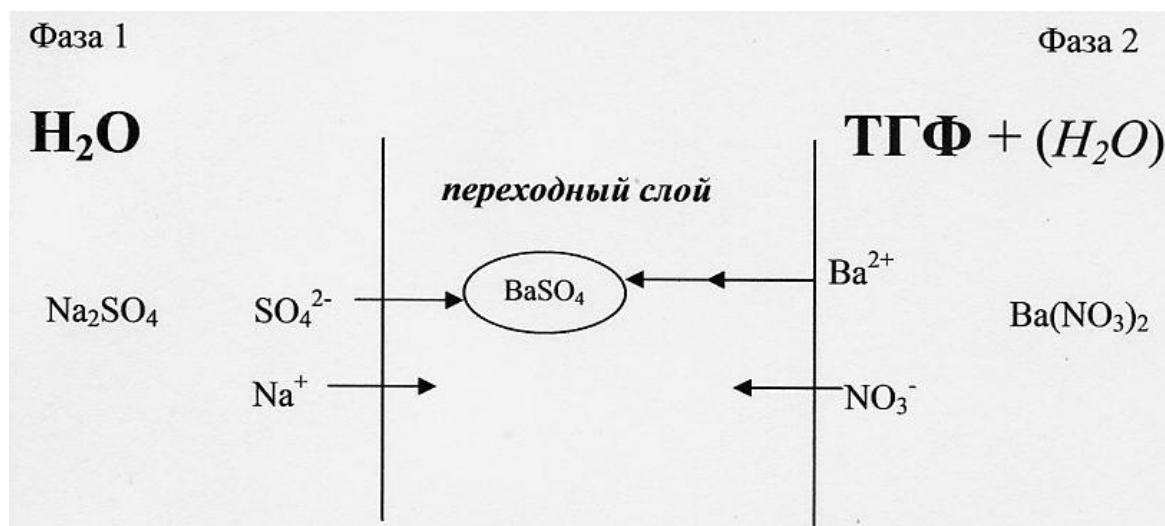 Фаза 1
Фаза 2
H₂O
ТГФ + (H₂O)
переходный слой
BaSO₄
Ba²⁺
Na₂SO₄
SO₄²⁻
Ba(NO₃)₂
Na⁺
NO₃⁻